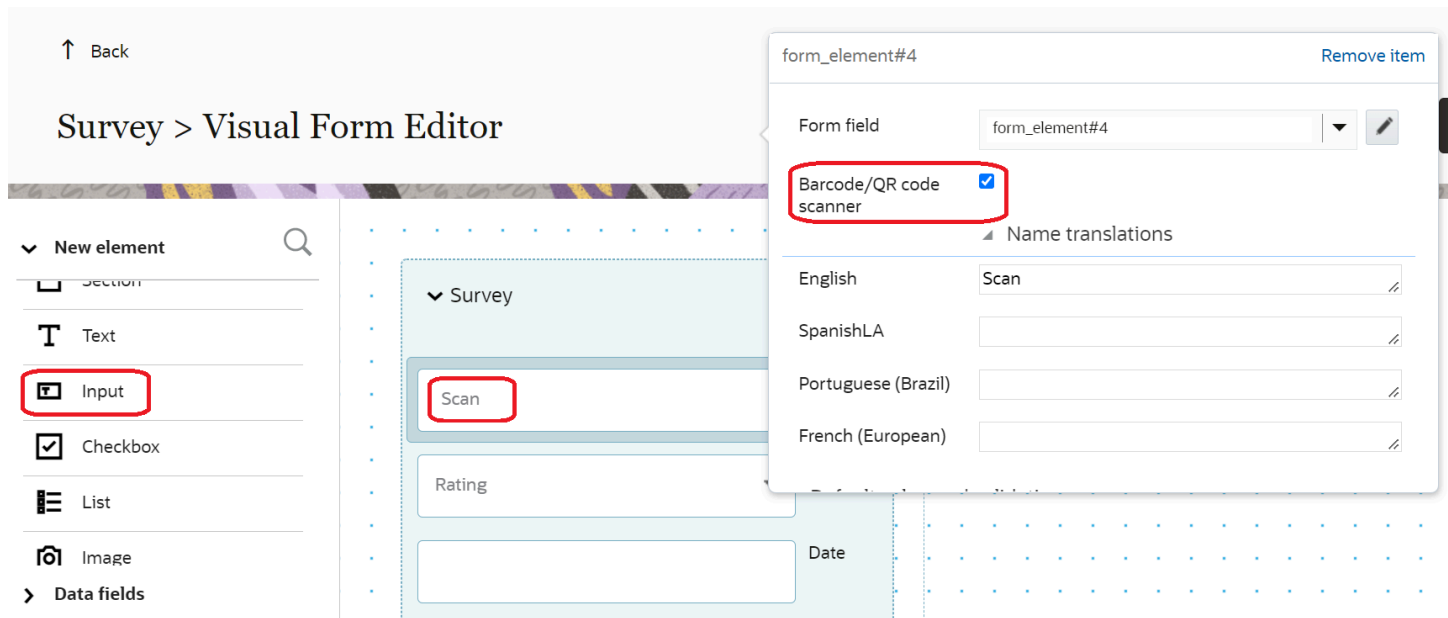 Back
Survey > Visual Form Editor
New element
Section
Text
Input
Checkbox
List
Image
Data fields
Survey
Scan
Rating
Date
form_element#4
Remove item
Form field
form_element#4
Barcode/QR code
scanner
Name translations
English
Scan
SpanishLA
Portuguese (Brazil)
French (European)